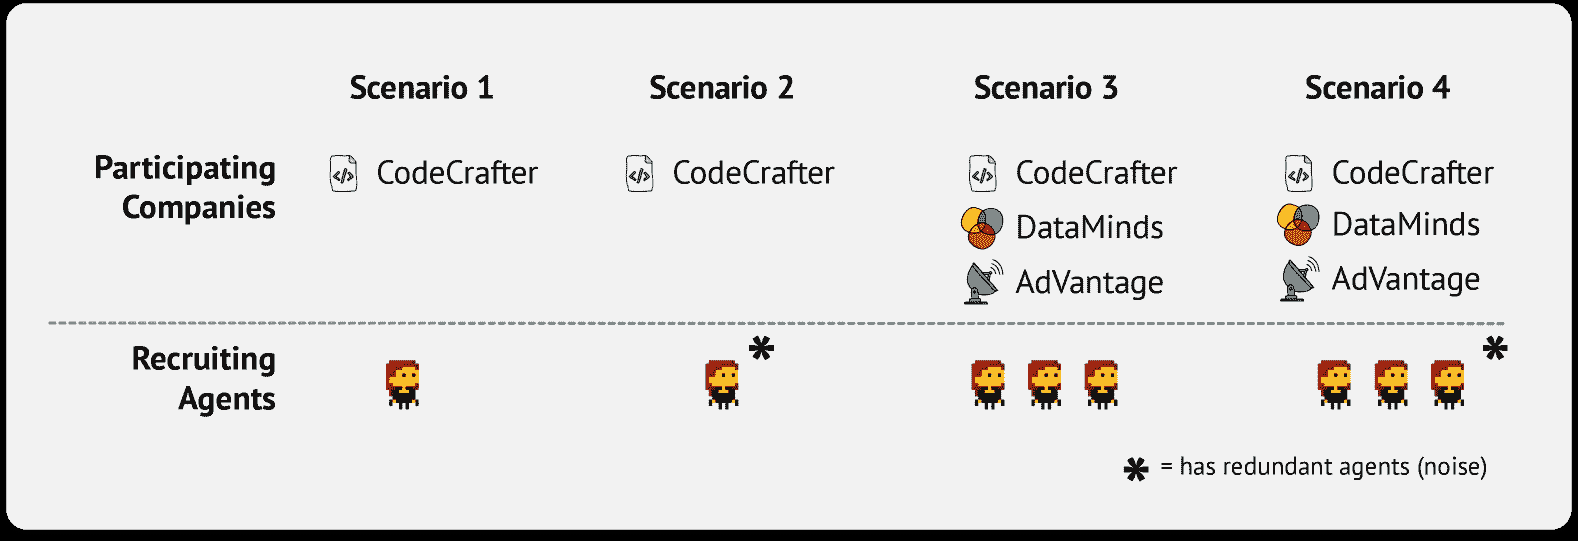 Scenario 1
Scenario 2
Scenario 3
Scenario 4
Participating
Companies
</> CodeCrafter
</> CodeCrafter
</> CodeCrafter
DataMinds
AdVantage
</> CodeCrafter
DataMinds
AdVantage
Recruiting
Agents
*
*
* = has redundant agents (noise)